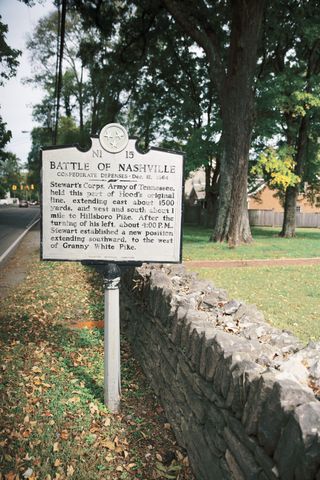 N1 15
BATTLE OF NASHVILLE
CONFEDERATE DEFENSES - Dec. 15, 1864
Stewart's Corps, Army of Tennessee,
held this part of Hood's original
line, extending east about 1500
yards, and west and south about 1
mile to Hillsboro Pike. After the
turning of his left, about 4:00 P.M.
Stewart established a new position
extending southward, to the west
of Granny White Pike.